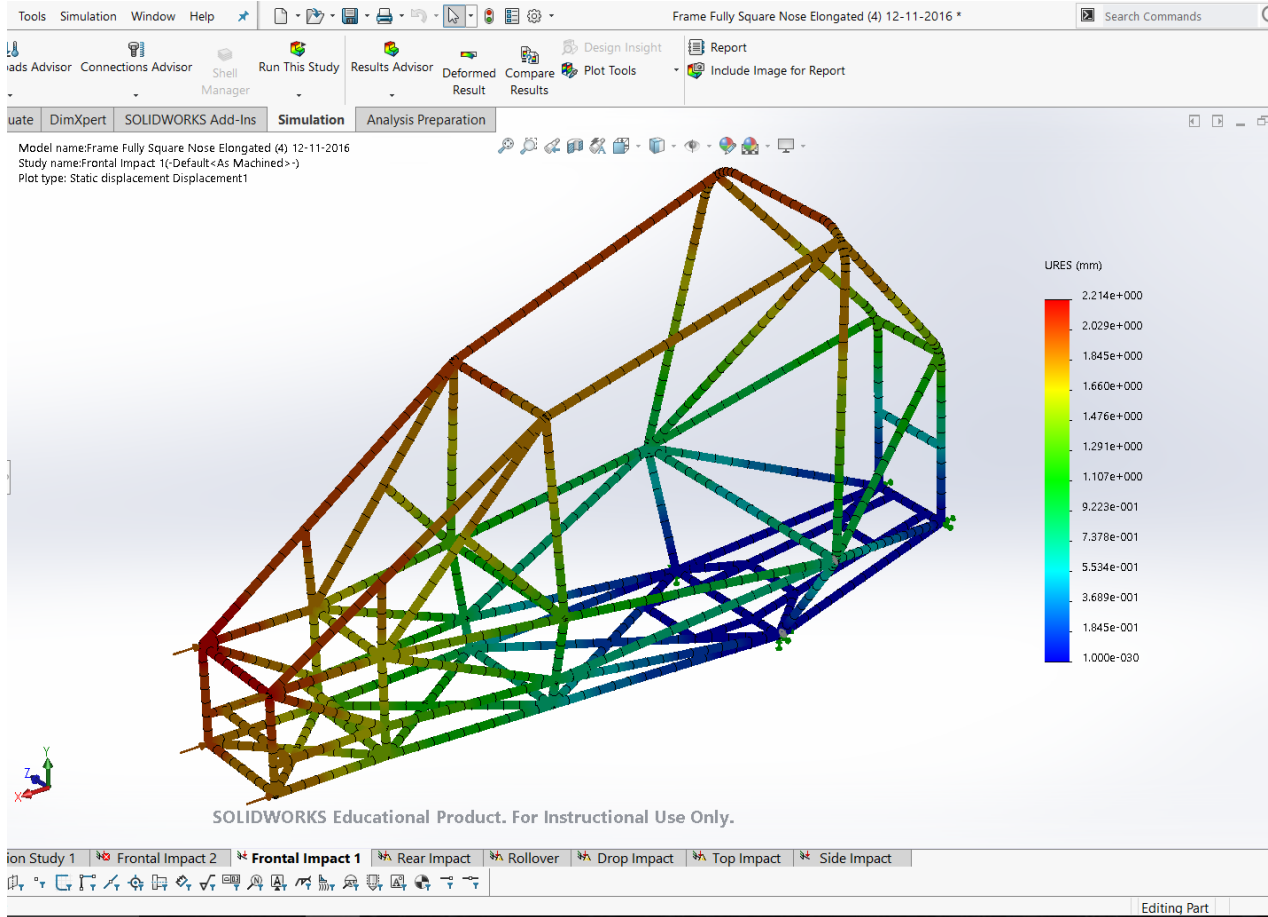 Tools Simulation Window Help
Frame Fully Square Nose Elongated (4) 12-11-2016 *
Search Commands
ads Advisor
Connections Advisor
Shell
Manager
Run This Study
Results Advisor
Deformed
Result
Compare
Results
Design Insight
Plot Tools
Report
Include Image for Report
uate DimXpert SOLIDWORKS Add-Ins Simulation Analysis Preparation
Model name:Frame Fully Square Nose Elongated (4) 12-11-2016
Study name:Frontal Impact 1(-Default<As Machined>-)
Plot type: Static displacement Displacement1
URES (mm)
2.214e+000
2.029e+000
1.845e+000
1.660e+000
1.476e+000
1.291e+000
1.107e+000
9.223e-001
7.378e-001
5.534e-001
3.689e-001
1.845e-001
1.000e-030
Y
Z
X
SOLIDWORKS Educational Product. For Instructional Use Only.
ion Study 1 Frontal Impact 2 Frontal Impact 1 Rear Impact Rollover Drop Impact Top Impact Side Impact
Editing Part